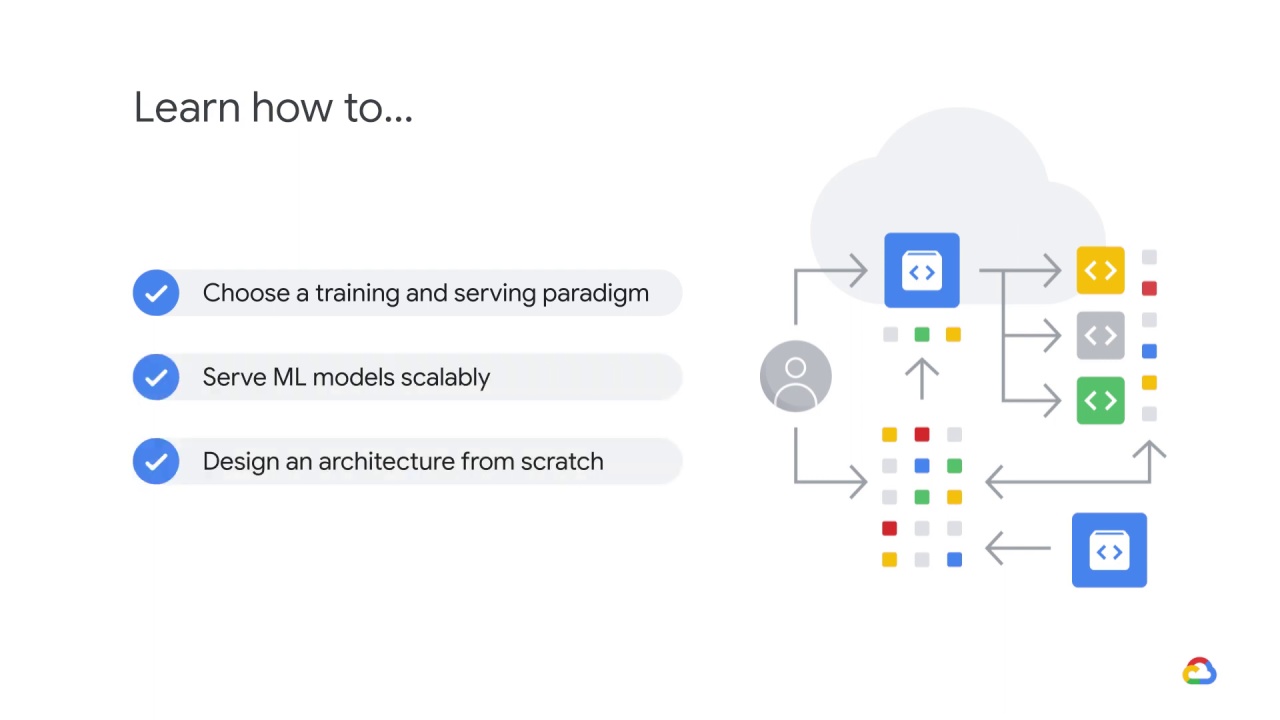 Learn how to...
Choose a training and serving paradigm
Serve ML models scalably
Design an architecture from scratch